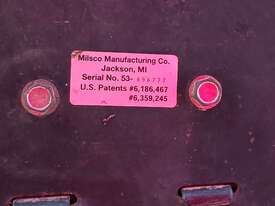 Milsco Manufacturing Co.
Jackson, MI
Serial No. 53-
U.S. Patents #6,186,467
#6,359,245